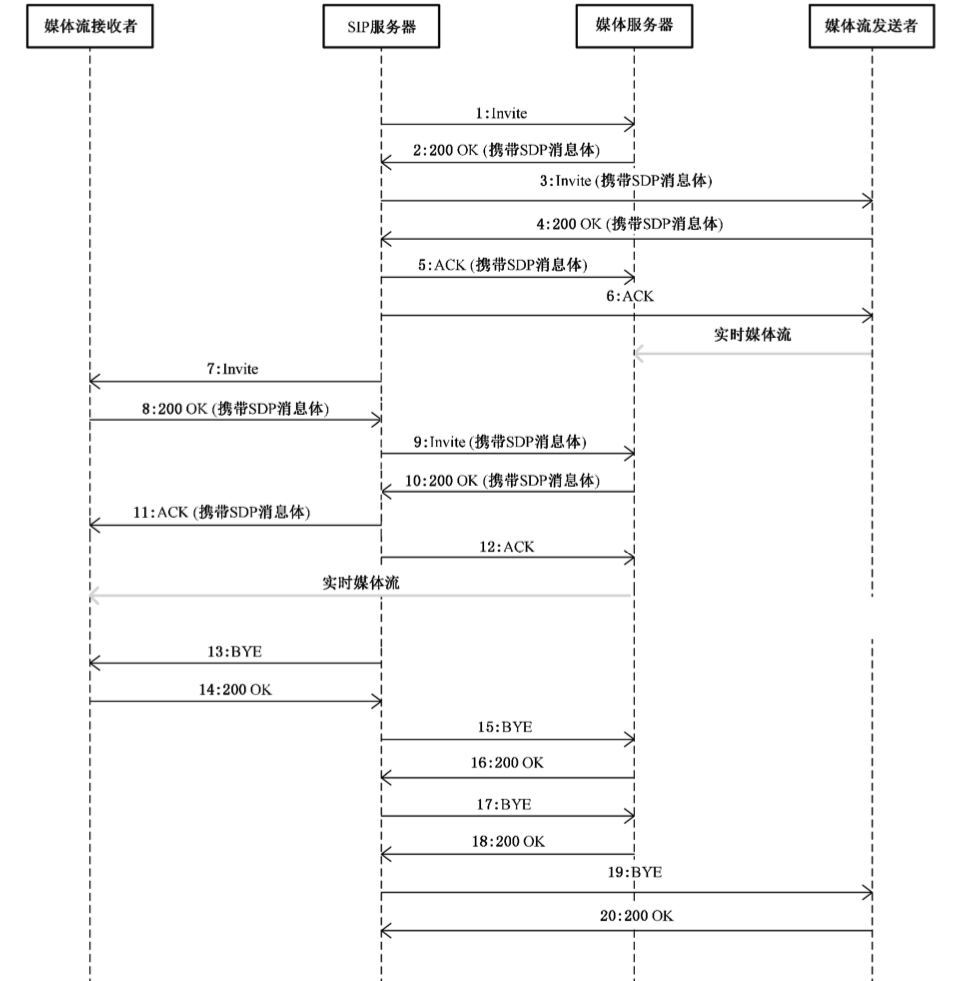 媒体流接收者
SIP服务器
媒体服务器
媒体流发送者
1:Invite
2:200 OK (携带SDP消息体)
3:Invite (携带SDP消息体)
4:200 OK (携带SDP消息体)
5:ACK (携带SDP消息体)
6:ACK
实时媒体流
7:Invite
8:200 OK (携带SDP消息体)
9:Invite (携带SDP消息体)
10:200 OK (携带SDP消息体)
11:ACK (携带SDP消息体)
12:ACK
实时媒体流
13:BYE
14:200 OK
15:BYE
16:200 OK
17:BYE
18:200 OK
19:BYE
20:200 OK